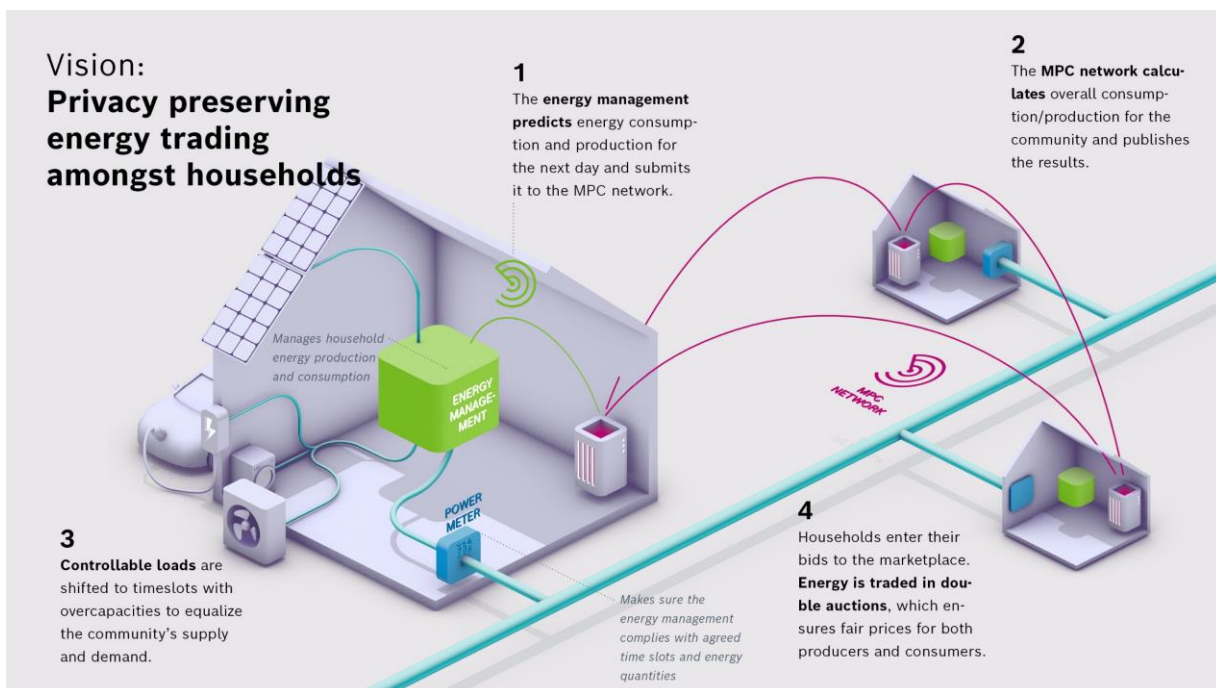 Vision:
Privacy preserving
energy trading
amongst households
1
The energy management
predicts energy consump-
tion and production for
the next day and submits
it to the MPC network.
2
The MPC network calcu-
lates overall consump-
tion/production for the
community and publishes
the results.
Manages household
energy production
and consumption
ENERGY
MANAGE-
MENT
MPC
NETWORK
POWER
METER
3
Controllable loads are
shifted to timeslots with
overcapacities to equalize
the community's supply
and demand.
Makes sure the
energy management
complies with agreed
time slots and energy
quantities
4
Households enter their
bids to the marketplace.
Energy is traded in dou-
ble auctions, which en-
sures fair prices for both
producers and consumers.